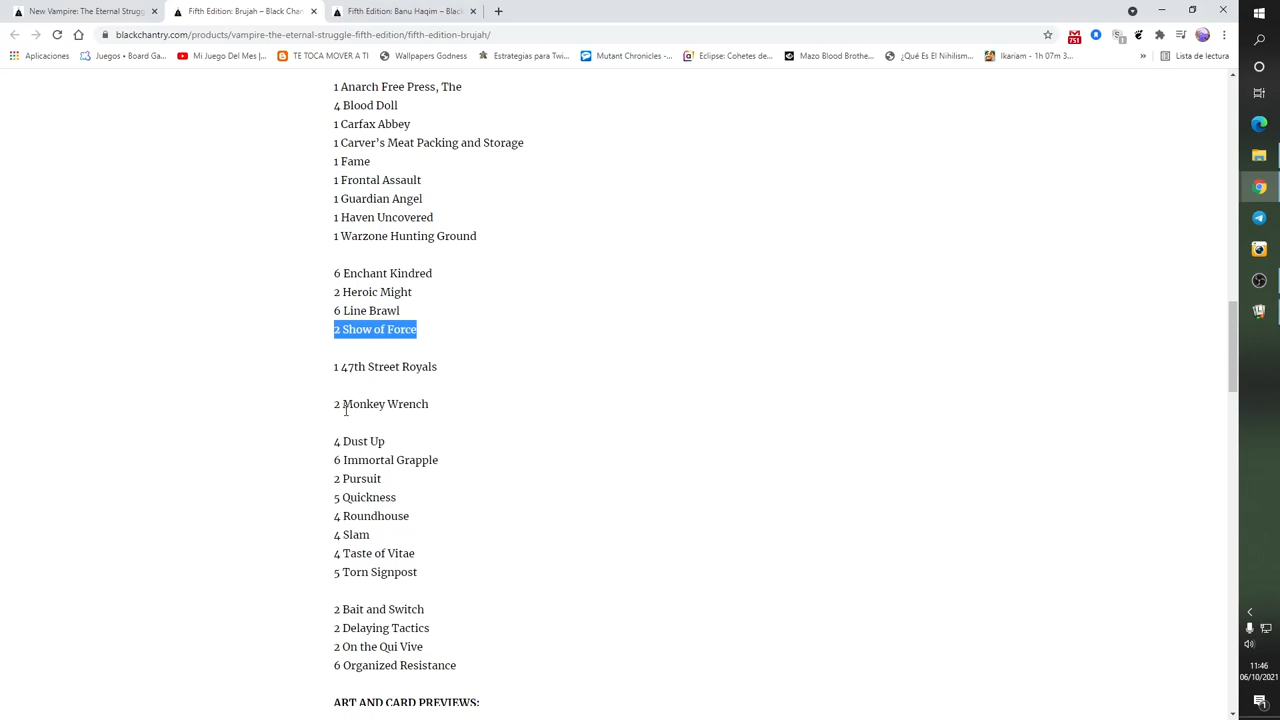 New Vampire: The Eternal Strugg
Fifth Edition: Brujah – Black Chan
Fifth Edition: Banu Haqim – Black
blackchantry.com/products/vampire-the-eternal-struggle-fifth-edition/fifth-edition-brujah/
751
Aplicaciones
Juegos • Board Ga...
Mi Juego Del Mes |...
TE TOCA MOVER A T...
Wallpapers Godness
Estrategias para Twi...
Mutant Chronicles -...
Eclipse: Cohetes de...
Mazo Blood Brothe...
¿Qué Es El Nihilism...
Ikariam - 1h 07m 3...
»
Lista de lectura
1 Anarch Free Press, The
4 Blood Doll
1 Carfax Abbey
1 Carver’s Meat Packing and Storage
1 Fame
1 Frontal Assault
1 Guardian Angel
1 Haven Uncovered
1 Warzone Hunting Ground
6 Enchant Kindred
2 Heroic Might
6 Line Brawl
2 Show of Force
1 47th Street Royals
2 Monkey Wrench
4 Dust Up
6 Immortal Grapple
2 Pursuit
5 Quickness
4 Roundhouse
4 Slam
4 Taste of Vitae
5 Torn Signpost
2 Bait and Switch
2 Delaying Tactics
2 On the Qui Vive
6 Organized Resistance
ART AND CARD PREVIEWS:
11:46
06/10/2021